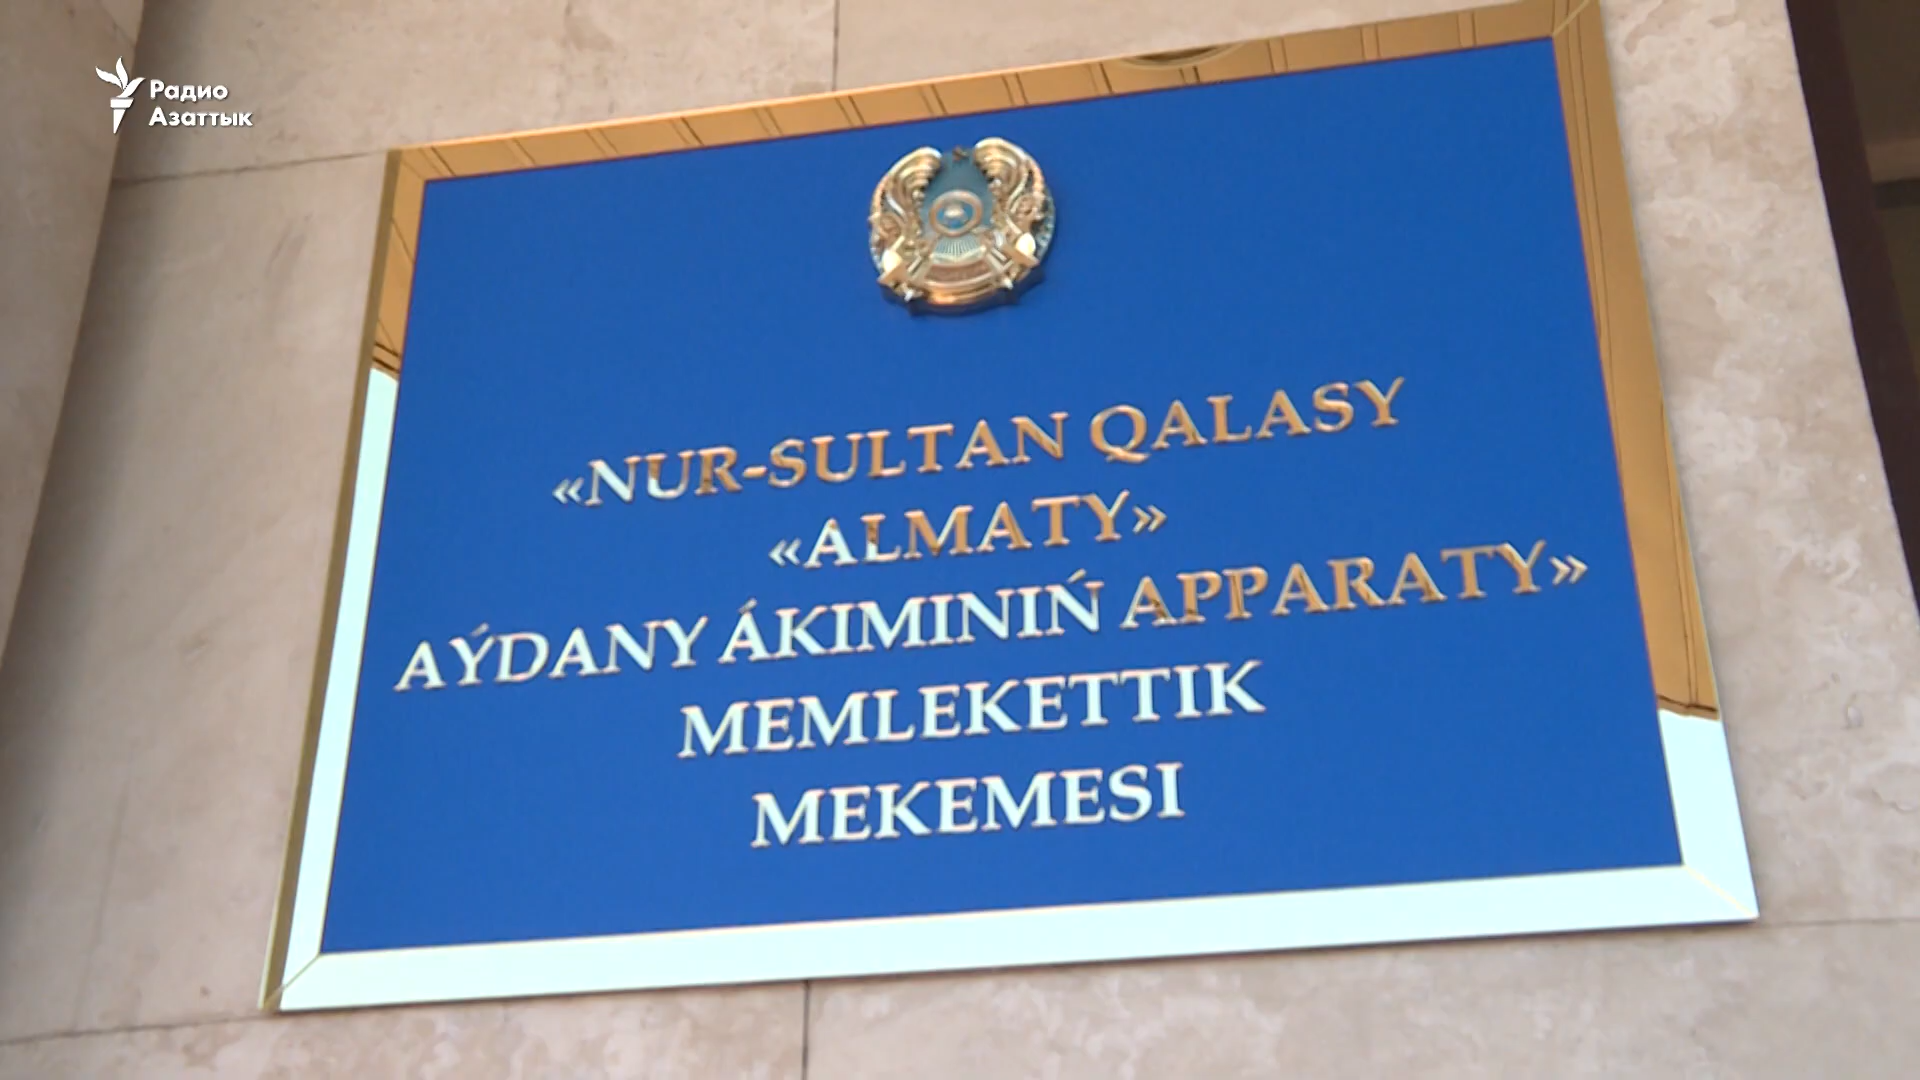 Радио
Азаттык
«NUR-SULTAN QALASY
«ALMATY»
AÝDANY ÁKIMINIŃ APPARATY»
MEMLEKETTIK
MEKEMESI